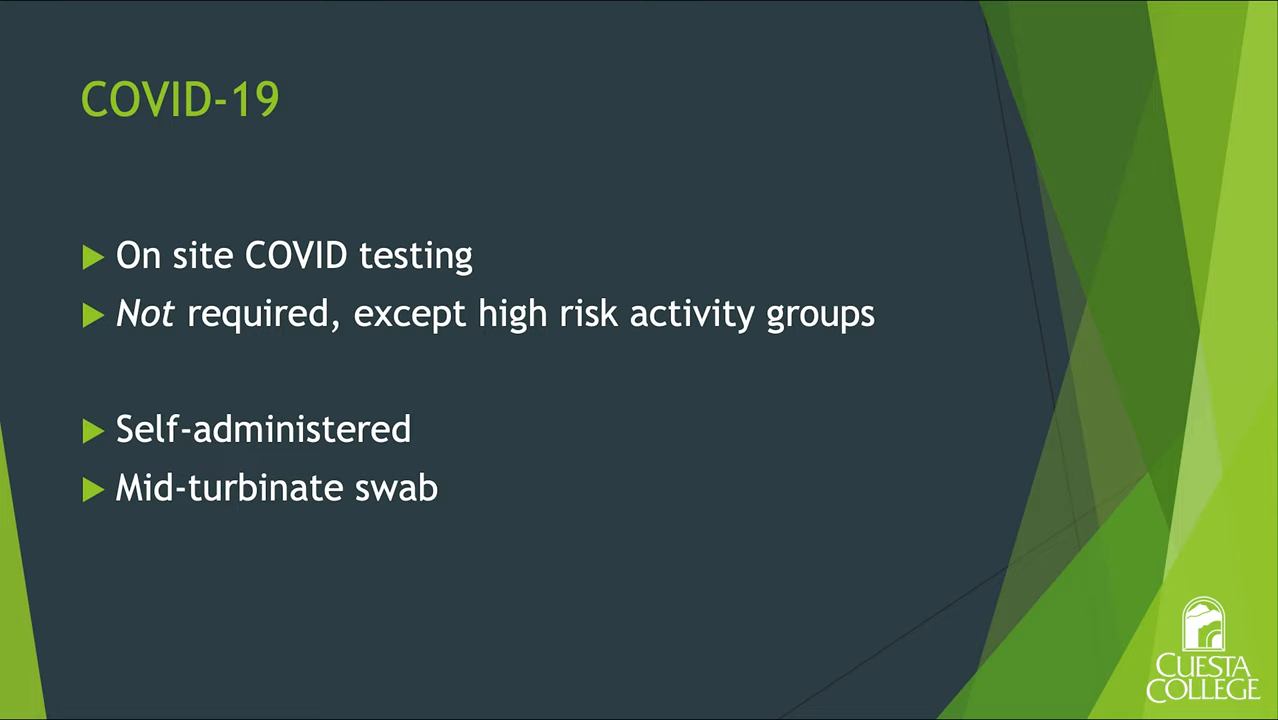 COVID-19
On site COVID testing
Not required, except high risk activity groups
Self-administered
Mid-turbinate swab
CUESTA
COLLEGE